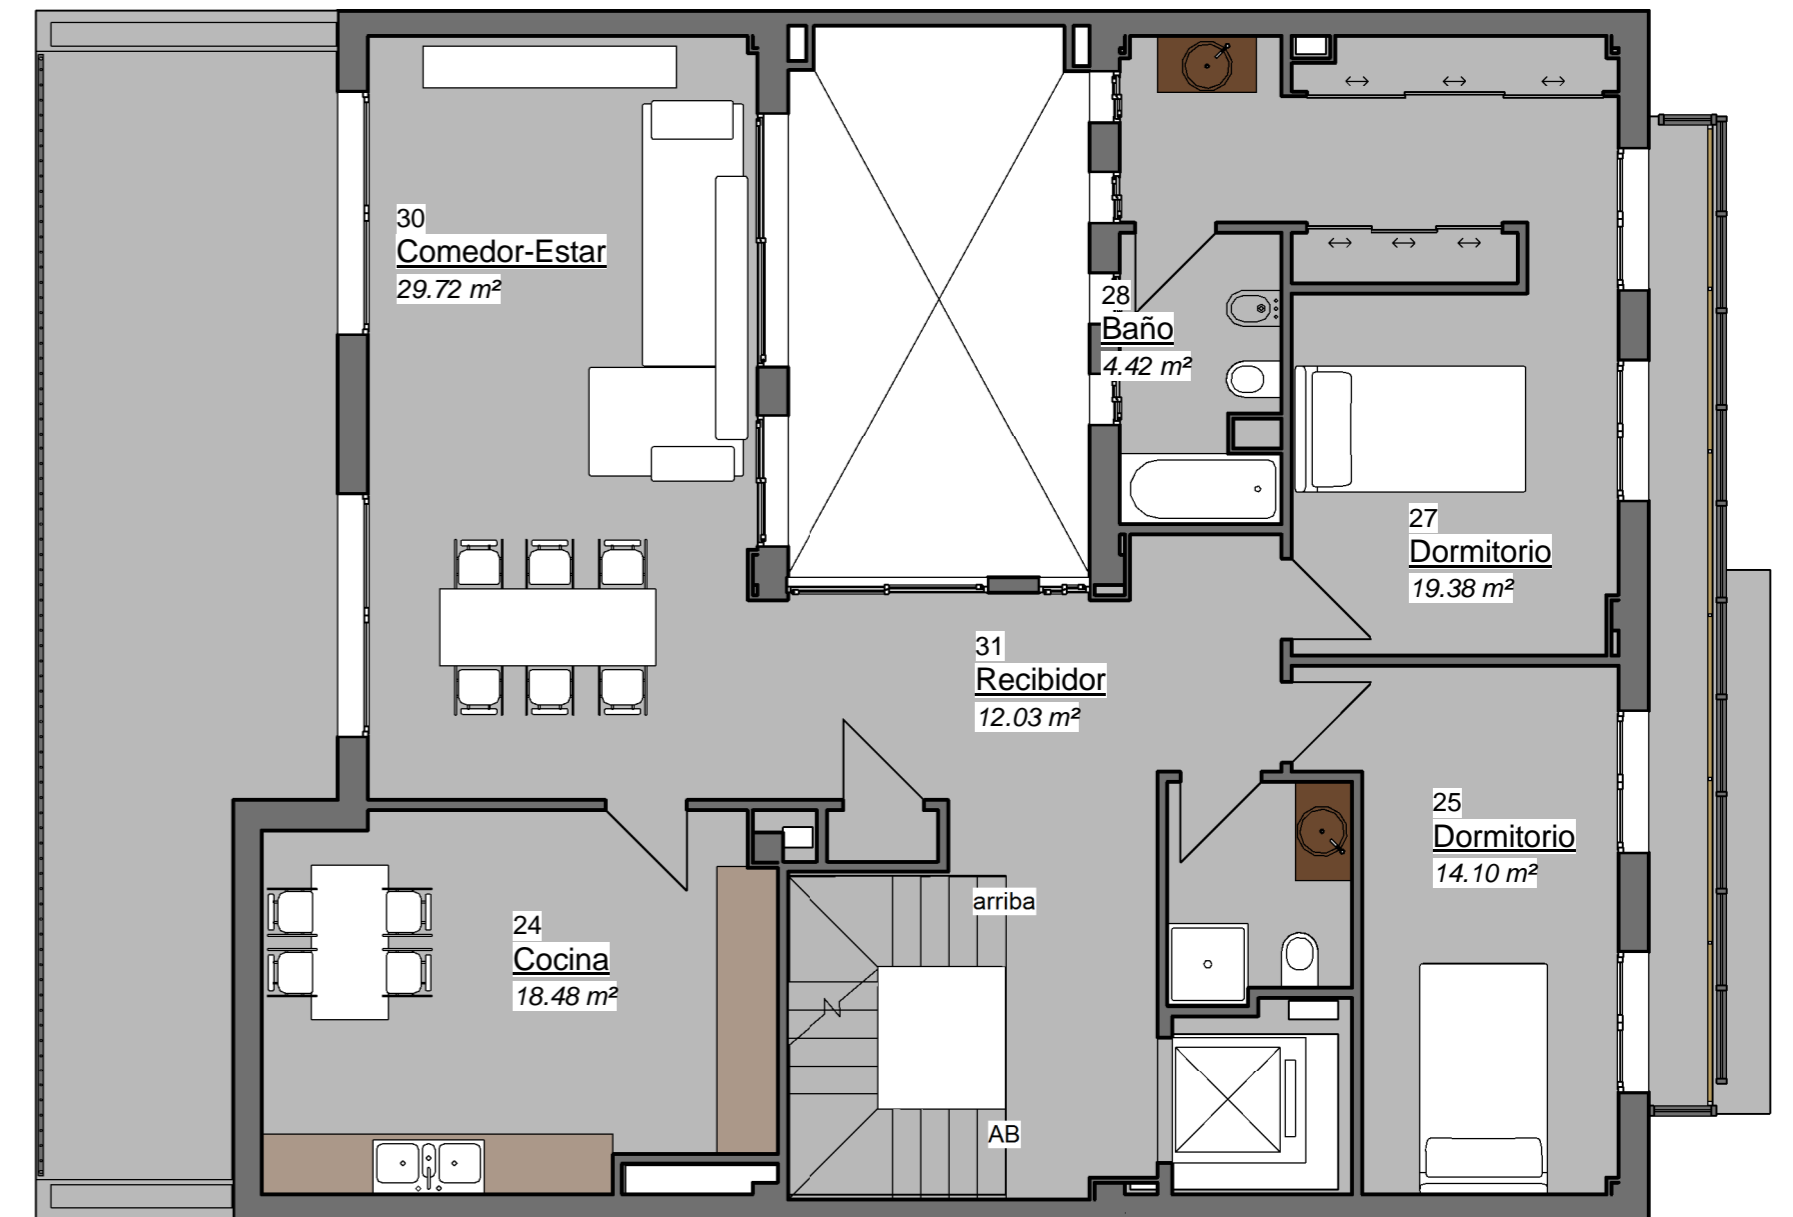 30
Comedor-Estar
29.72 m²
28
Baño
4.42 m²
27
Dormitorio
19.38 m²
31
Recibidor
12.03 m²
25
Dormitorio
14.10 m²
24
Cocina
18.48 m²
arriba
AB